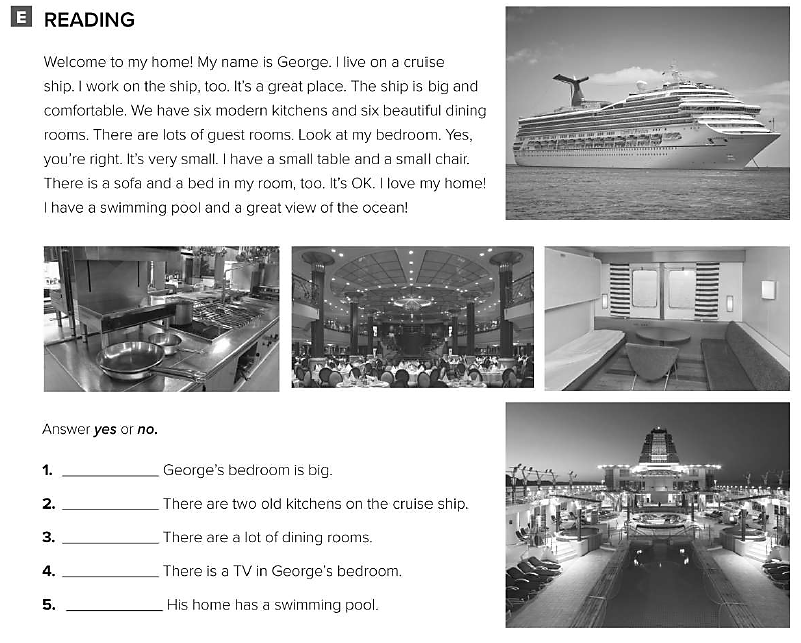 E READING
Welcome to my home! My name is George. I live on a cruise
ship. I work on the ship, too. It's a great place. The ship is big and
comfortable. We have six modern kitchens and six beautiful dining
rooms. There are lots of guest rooms. Look at my bedroom. Yes,
you're right. It's very small. I have a small table and a small chair.
There is a sofa and a bed in my room, too. It's OK. I love my home!
I have a swimming pool and a great view of the ocean!
Answer yes or no.
1. ____________ George's bedroom is big.
2. ____________ There are two old kitchens on the cruise ship.
3. ____________ There are a lot of dining rooms.
4. ____________ There is a TV in George's bedroom.
5. ____________ His home has a swimming pool.